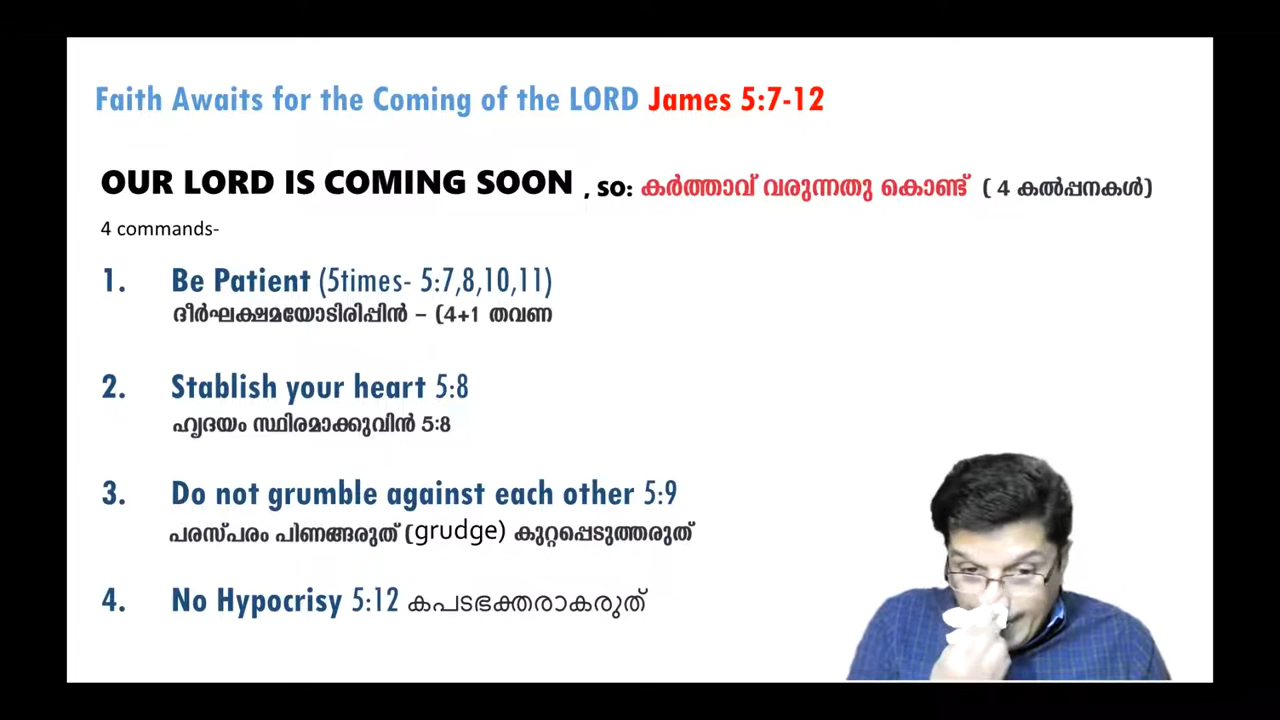 Faith Awaits for the Coming of the LORD James 5:7-12
OUR LORD IS COMING SOON , SO: കർത്താവ് വരുന്നതു കൊണ്ട് ( 4 കൽപ്പനകൾ)
4 commands-
1. Be Patient (5times- 5:7,8,10,11)
ദീർഘക്ഷമയോടിരിപ്പിൻ – (4+1 തവണ
2. Stablish your heart 5:8
ഹൃദയം സ്ഥിരമാക്കുവിൻ 5:8
3. Do not grumble against each other 5:9
പരസ്പരം പിണങ്ങരുത് (grudge) കുറ്റപ്പെടുത്തരുത്
4. No Hypocrisy 5:12 കപടഭക്തരാകരുത്